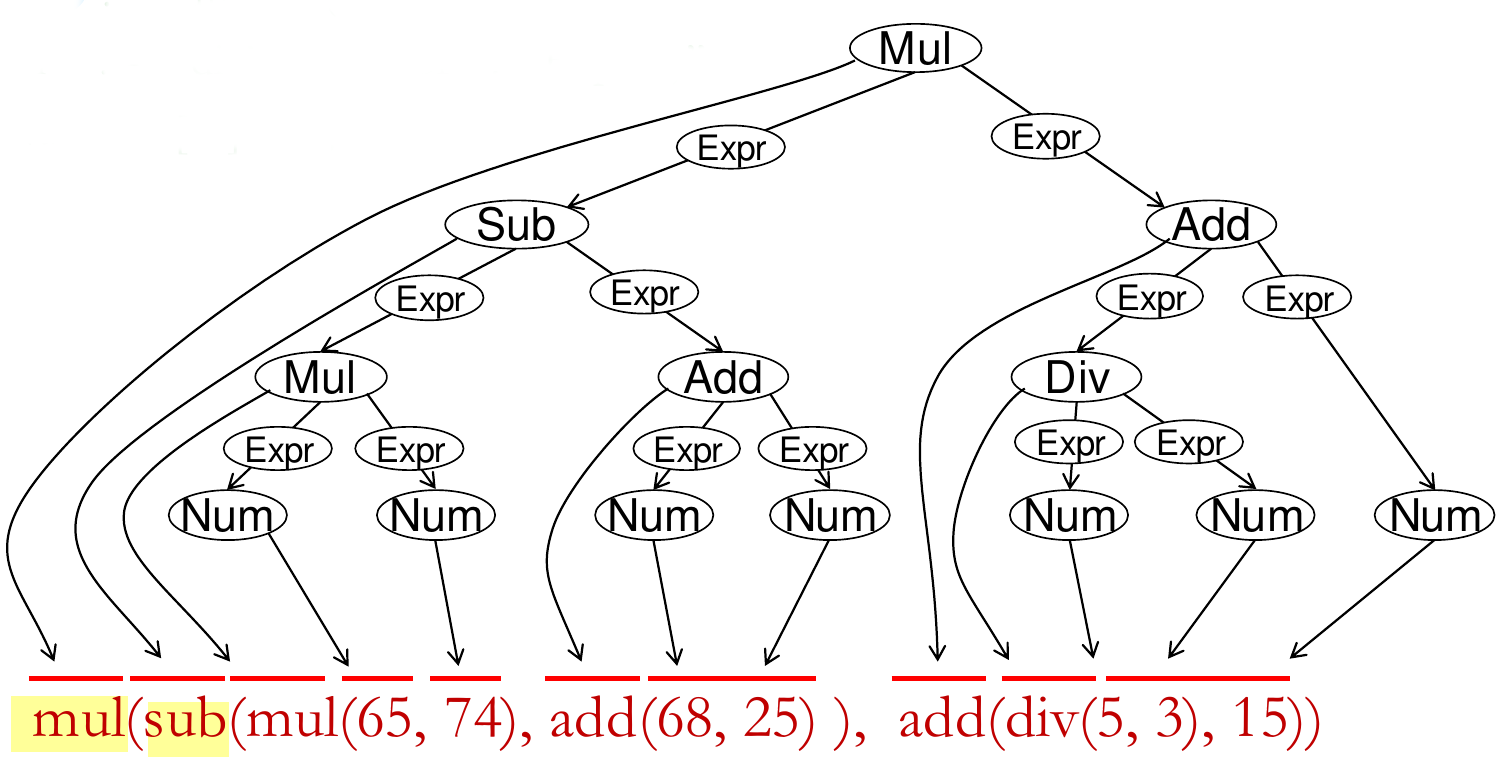 Mul
Expr Expr
Sub Add
Expr Expr Expr Expr
Mul Add Div
Expr Expr Expr Expr Expr Expr
Num Num Num Num Num Num Num
mul(sub(mul(65, 74), add(68, 25) ), add(div(5, 3), 15))